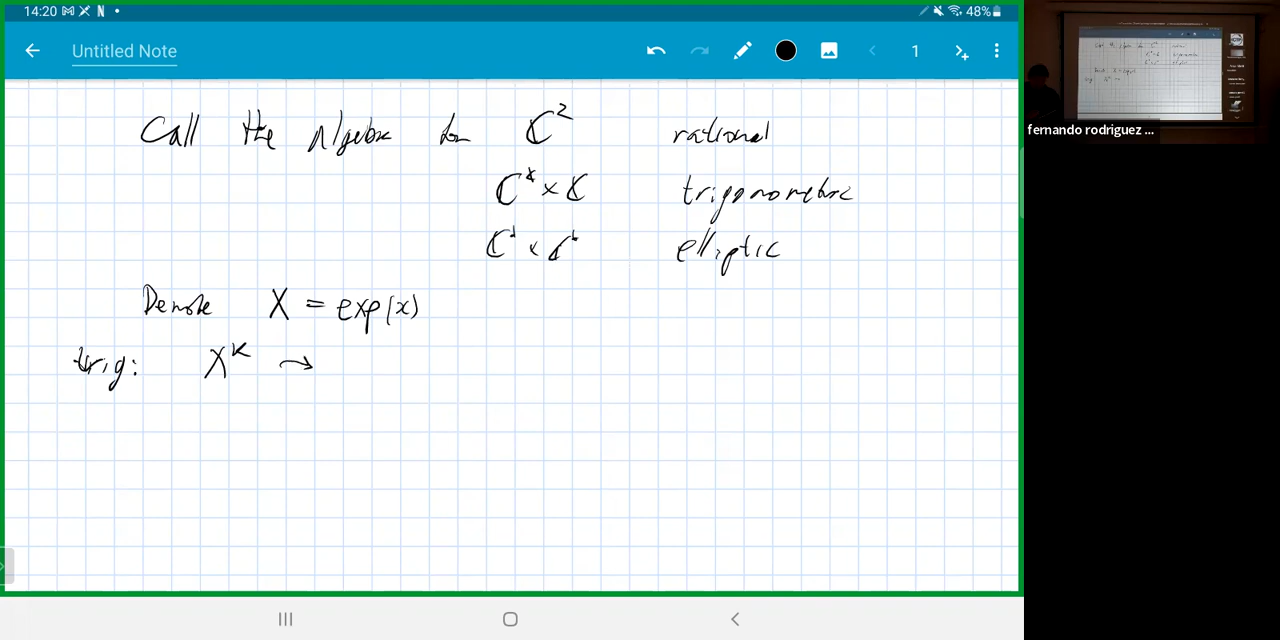 14:20
48%
Untitled Note
1
Call the algebra for ℂ² rational
ℂ* × ℂ trigonometric
ℂ* × ℂ* elliptic
Denote X = exp(x)
trig: X^k →
fernando rodriguez ...